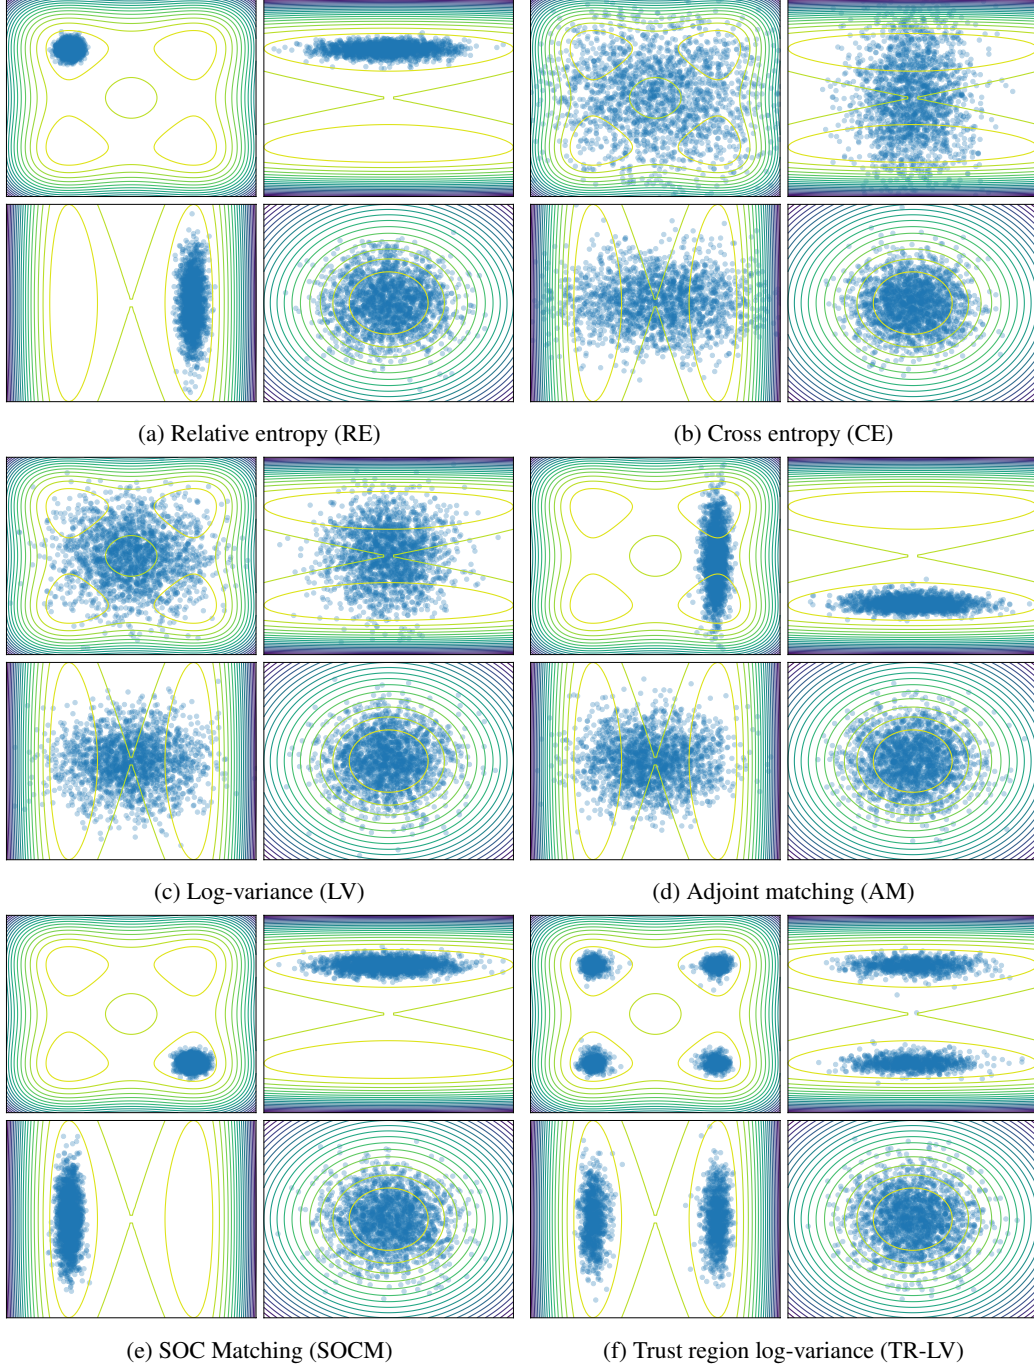 (a) Relative entropy (RE)
(b) Cross entropy (CE)
(c) Log-variance (LV)
(d) Adjoint matching (AM)
(e) SOC Matching (SOCM)
(f) Trust region log-variance (TR-LV)